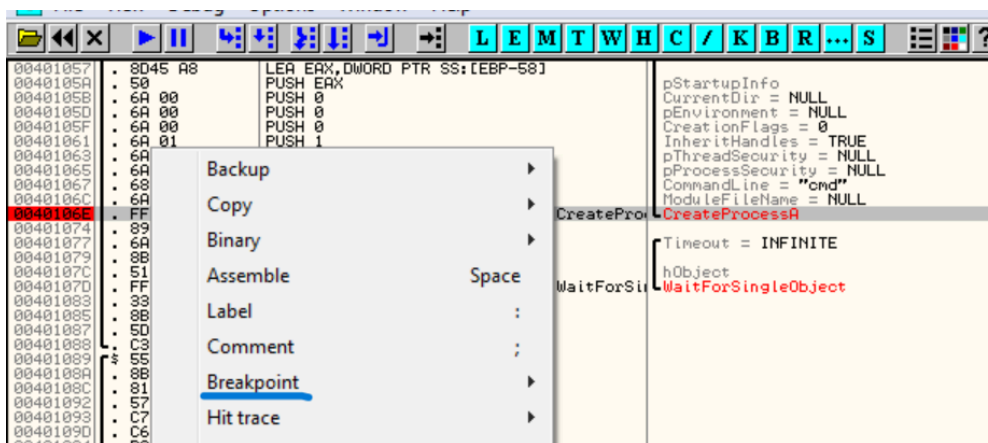 L E M T W H C / K B R ... S ?
00401057 . 8D45 A8 LEA EAX,DWORD PTR SS:[EBP-58]
0040105A . 50 PUSH EAX pStartupInfo
0040105B . 6A 00 PUSH 0 CurrentDir = NULL
0040105D . 6A 00 PUSH 0 pEnvironment = NULL
0040105F . 6A 00 PUSH 0 CreationFlags = 0
00401061 . 6A 01 PUSH 1 InheritHandles = TRUE
00401063 . 6A pThreadSecurity = NULL
00401065 . 6A pProcessSecurity = NULL
00401067 . 68 CommandLine = "cmd"
0040106C . 6A ModuleFileName = NULL
0040106E . FF CreatePro CreateProcessA
00401074 . 89
00401077 . 6A Timeout = INFINITE
00401079 . 8B
0040107C . 51 hObject
0040107D . FF WaitForSi WaitForSingleObject
00401083 . 33
00401085 . 8B
00401087 . 5D
00401088 . C3
00401089 $ 55
0040108A . 8B
0040108C . 81
00401092 . 57
00401093 . C7
0040109D . C6
Backup
Copy
Binary
Assemble Space
Label :
Comment ;
Breakpoint
Hit trace